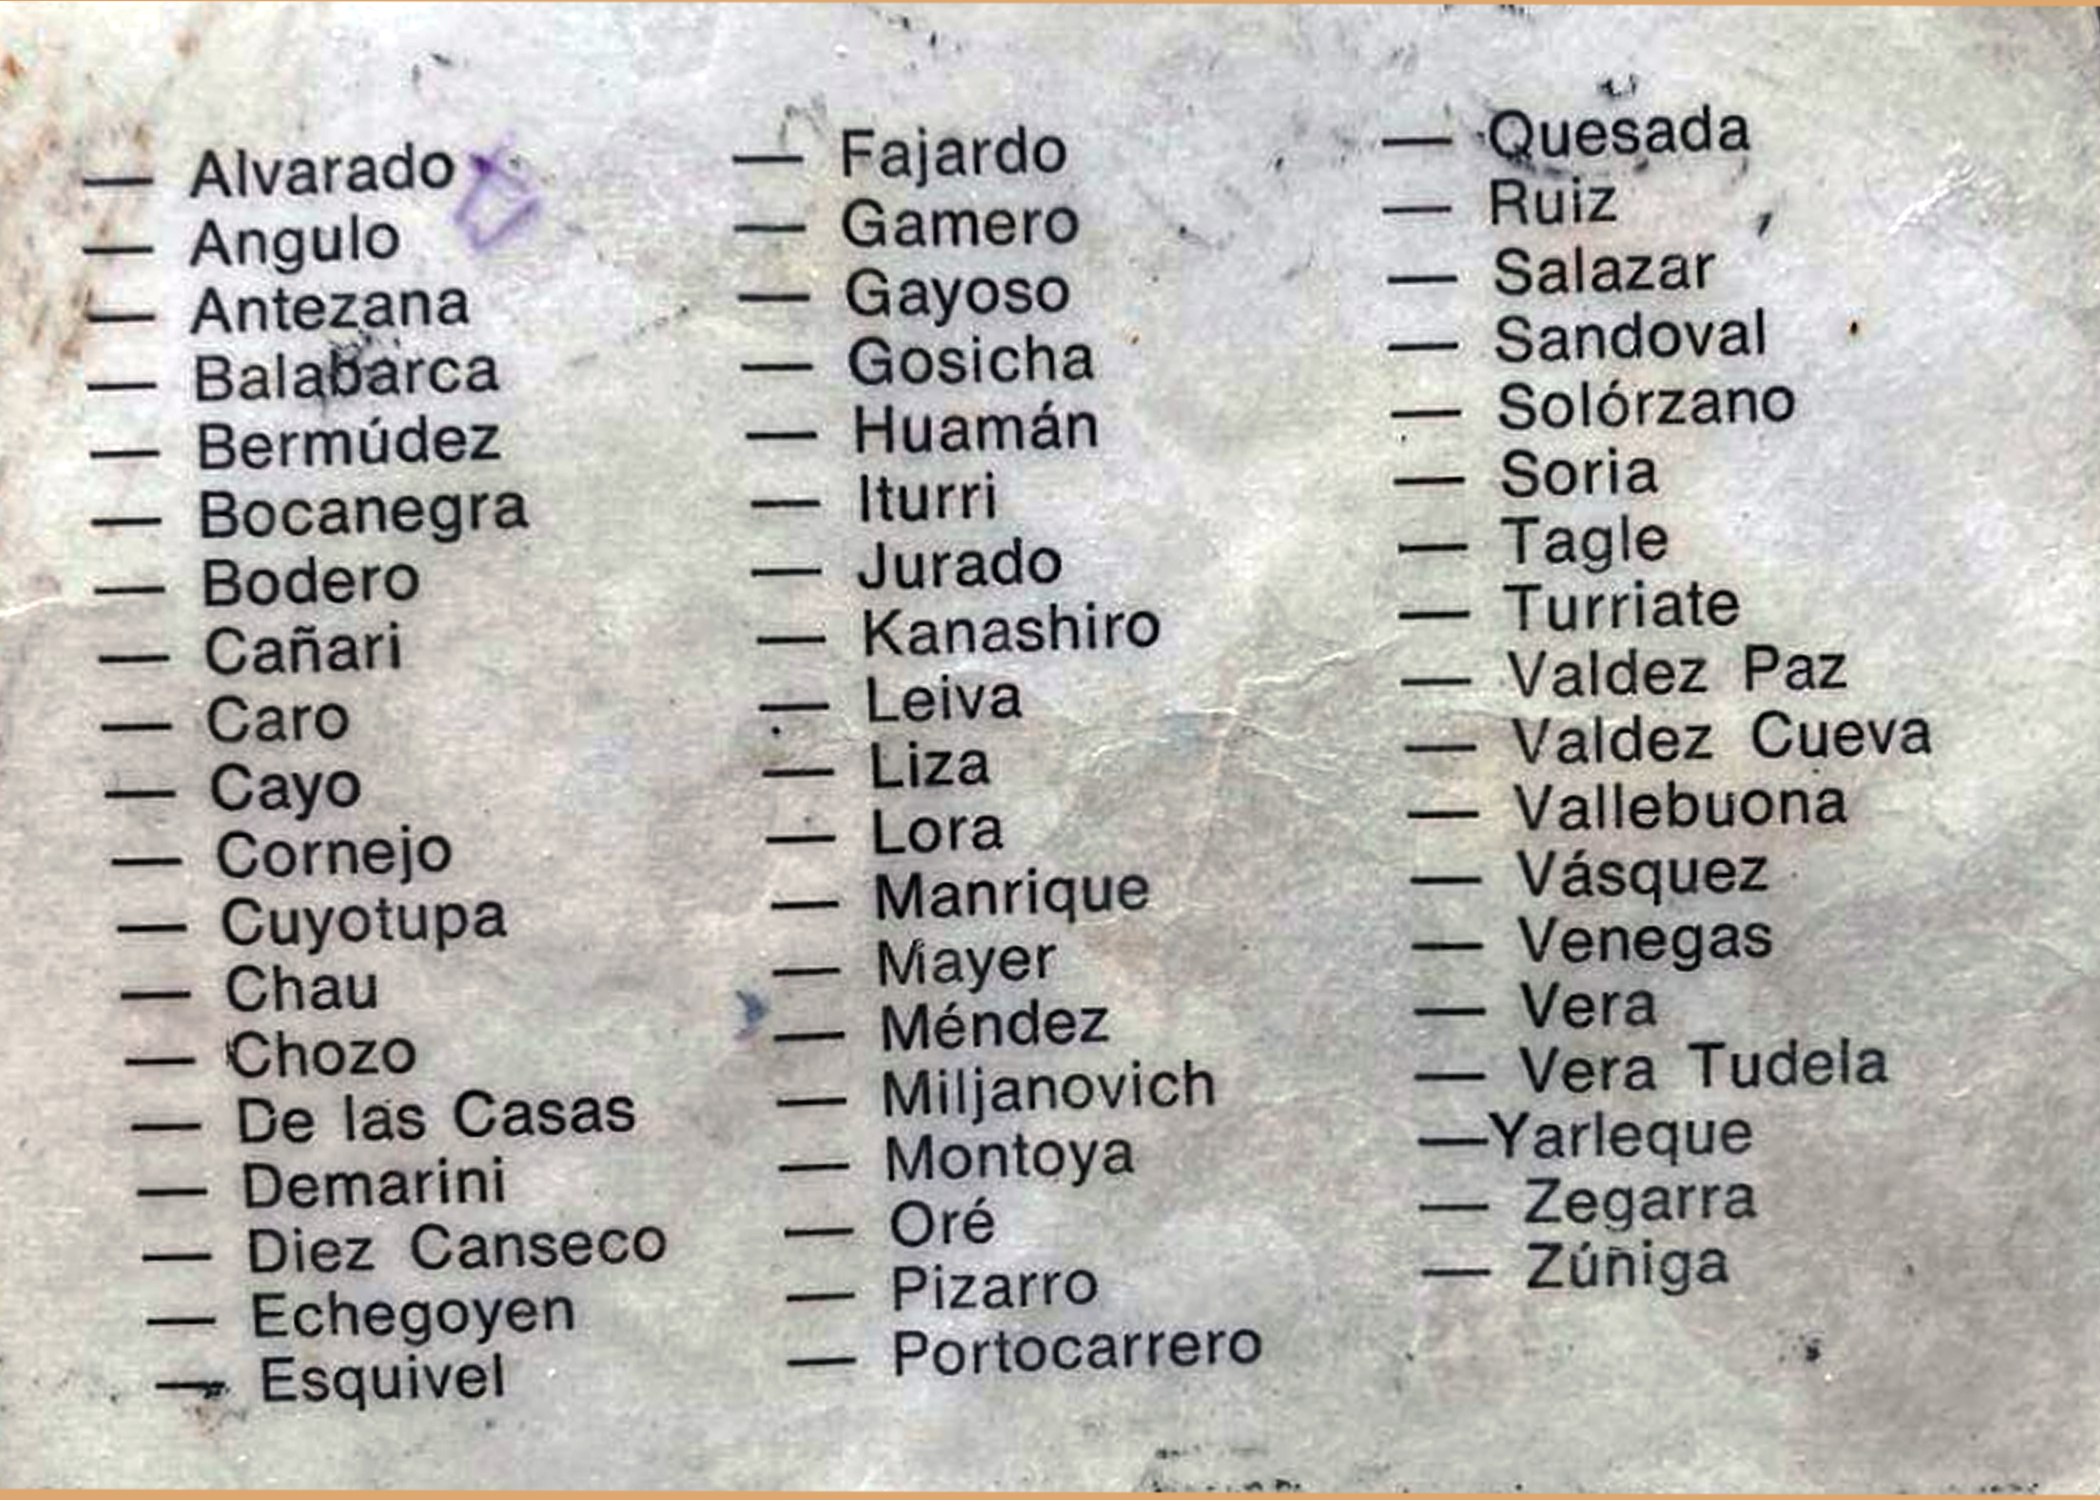 — Alvarado
— Angulo
— Antezana
— Balabarca
— Bermúdez
— Bocanegra
— Bodero
— Cañari
— Caro
— Cayo
— Cornejo
— Cuyotupa
— Chau
— Chozo
— De las Casas
— Demarini
— Diez Canseco
— Echegoyen
— Esquivel
— Fajardo
— Gamero
— Gayoso
— Gosicha
— Huamán
— Iturri
— Jurado
— Kanashiro
— Leiva
— Liza
— Lora
— Manrique
— Mayer
— Méndez
— Miljanovich
— Montoya
— Oré
— Pizarro
— Portocarrero
— Quesada
— Ruiz
— Salazar
— Sandoval
— Solórzano
— Soria
— Tagle
— Turriate
— Valdez Paz
— Valdez Cueva
— Vallebuona
— Vásquez
— Venegas
— Vera
— Vera Tudela
—Yarleque
— Zegarra
— Zúñiga